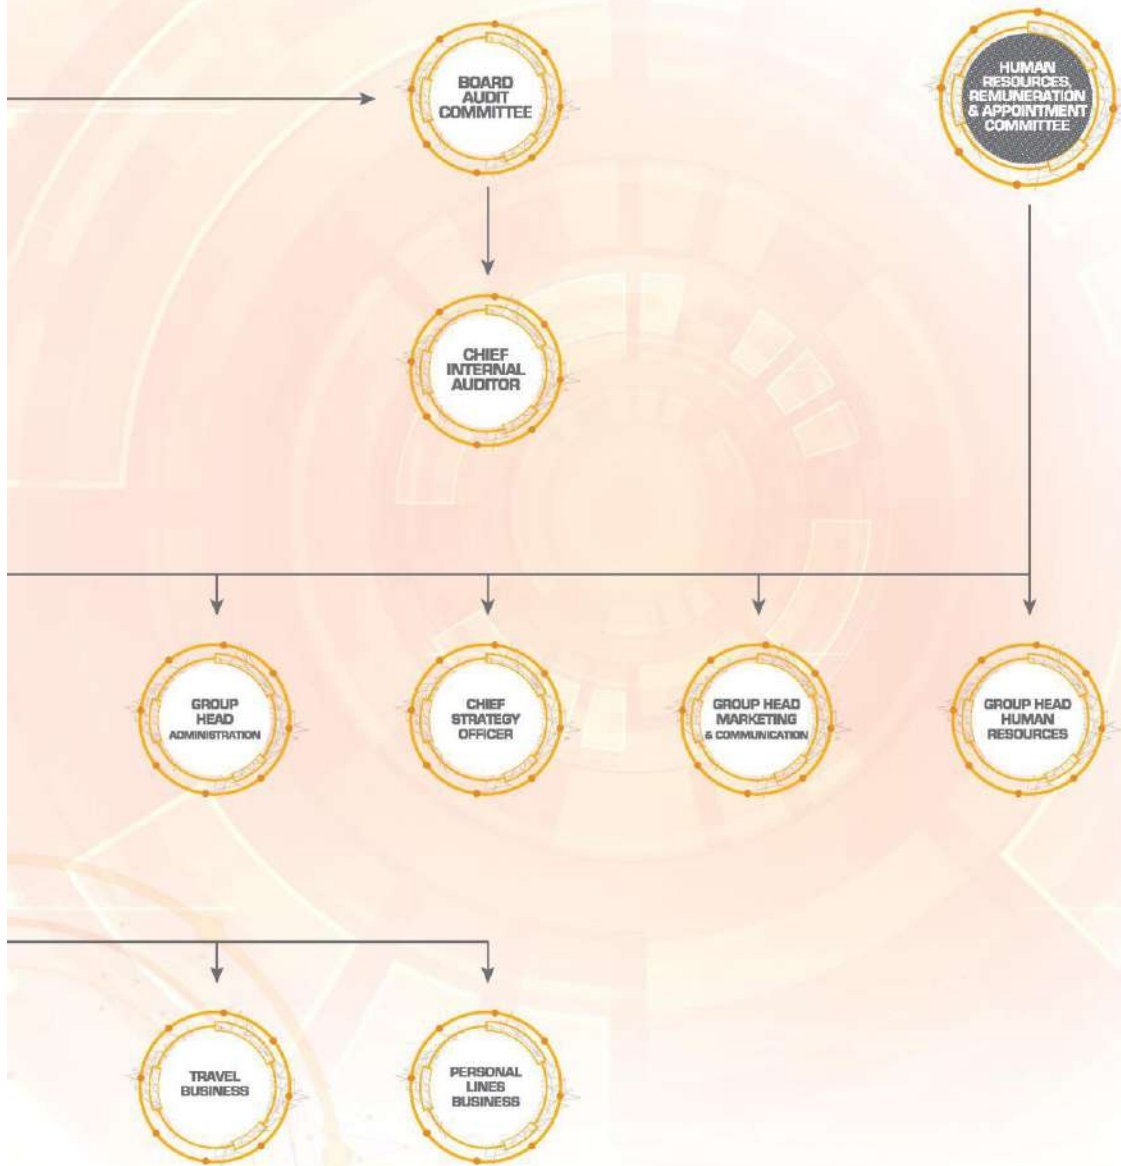 BOARD
AUDIT
COMMITTEE
HUMAN
RESOURCES,
REMUNERATION
& APPOINTMENT
COMMITTEE
CHIEF
INTERNAL
AUDITOR
GROUP
HEAD
ADMINISTRATION
CHIEF
STRATEGY
OFFICER
GROUP HEAD
MARKETING
& COMMUNICATION
GROUP HEAD
HUMAN
RESOURCES
TRAVEL
BUSINESS
PERSONAL
LINES
BUSINESS